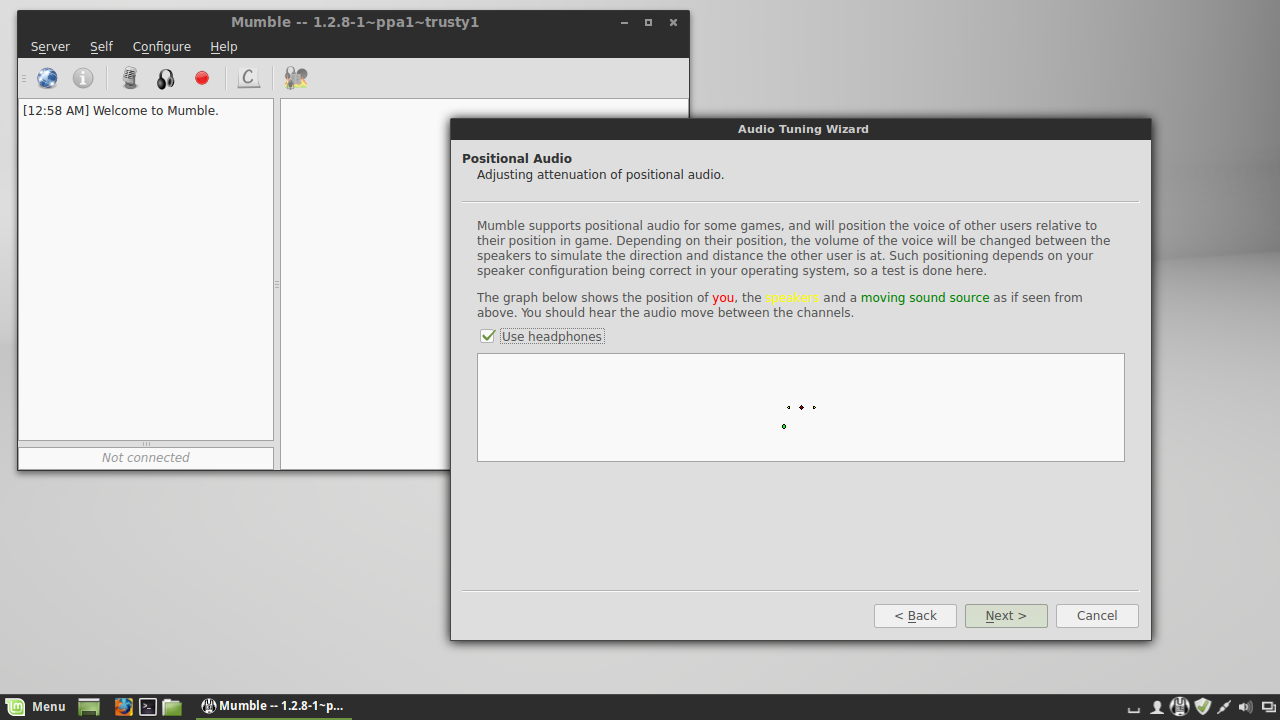 Mumble -- 1.2.8-1~ppa1~trusty1
Server Self Configure Help
C
[12:58 AM] Welcome to Mumble.
Not connected
Audio Tuning Wizard
Positional Audio
Adjusting attenuation of positional audio.
Mumble supports positional audio for some games, and will position the voice of other users relative to
their position in game. Depending on their position, the volume of the voice will be changed between the
speakers to simulate the direction and distance the other user is at. Such positioning depends on your
speaker configuration being correct in your operating system, so a test is done here.
The graph below shows the position of you, the speakers and a moving sound source as if seen from
above. You should hear the audio move between the channels.
Use headphones
< Back Next > Cancel
Menu Mumble -- 1.2.8-1~p...